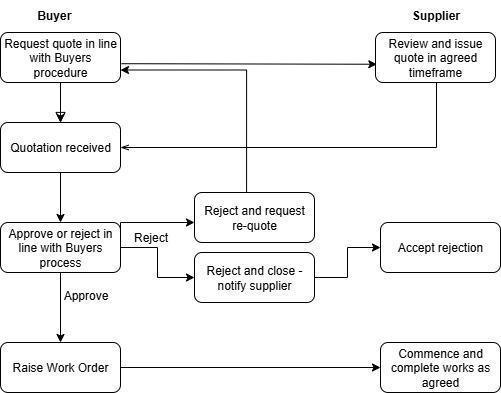 Buyer
Supplier
Request quote in line
with Buyers
procedure
Review and issue
quote in agreed
timeframe
Quotation received
Approve or reject in
line with Buyers
process
Reject
Reject and request
re-quote
Reject and close -
notify supplier
Accept rejection
Approve
Raise Work Order
Commence and
complete works as
agreed